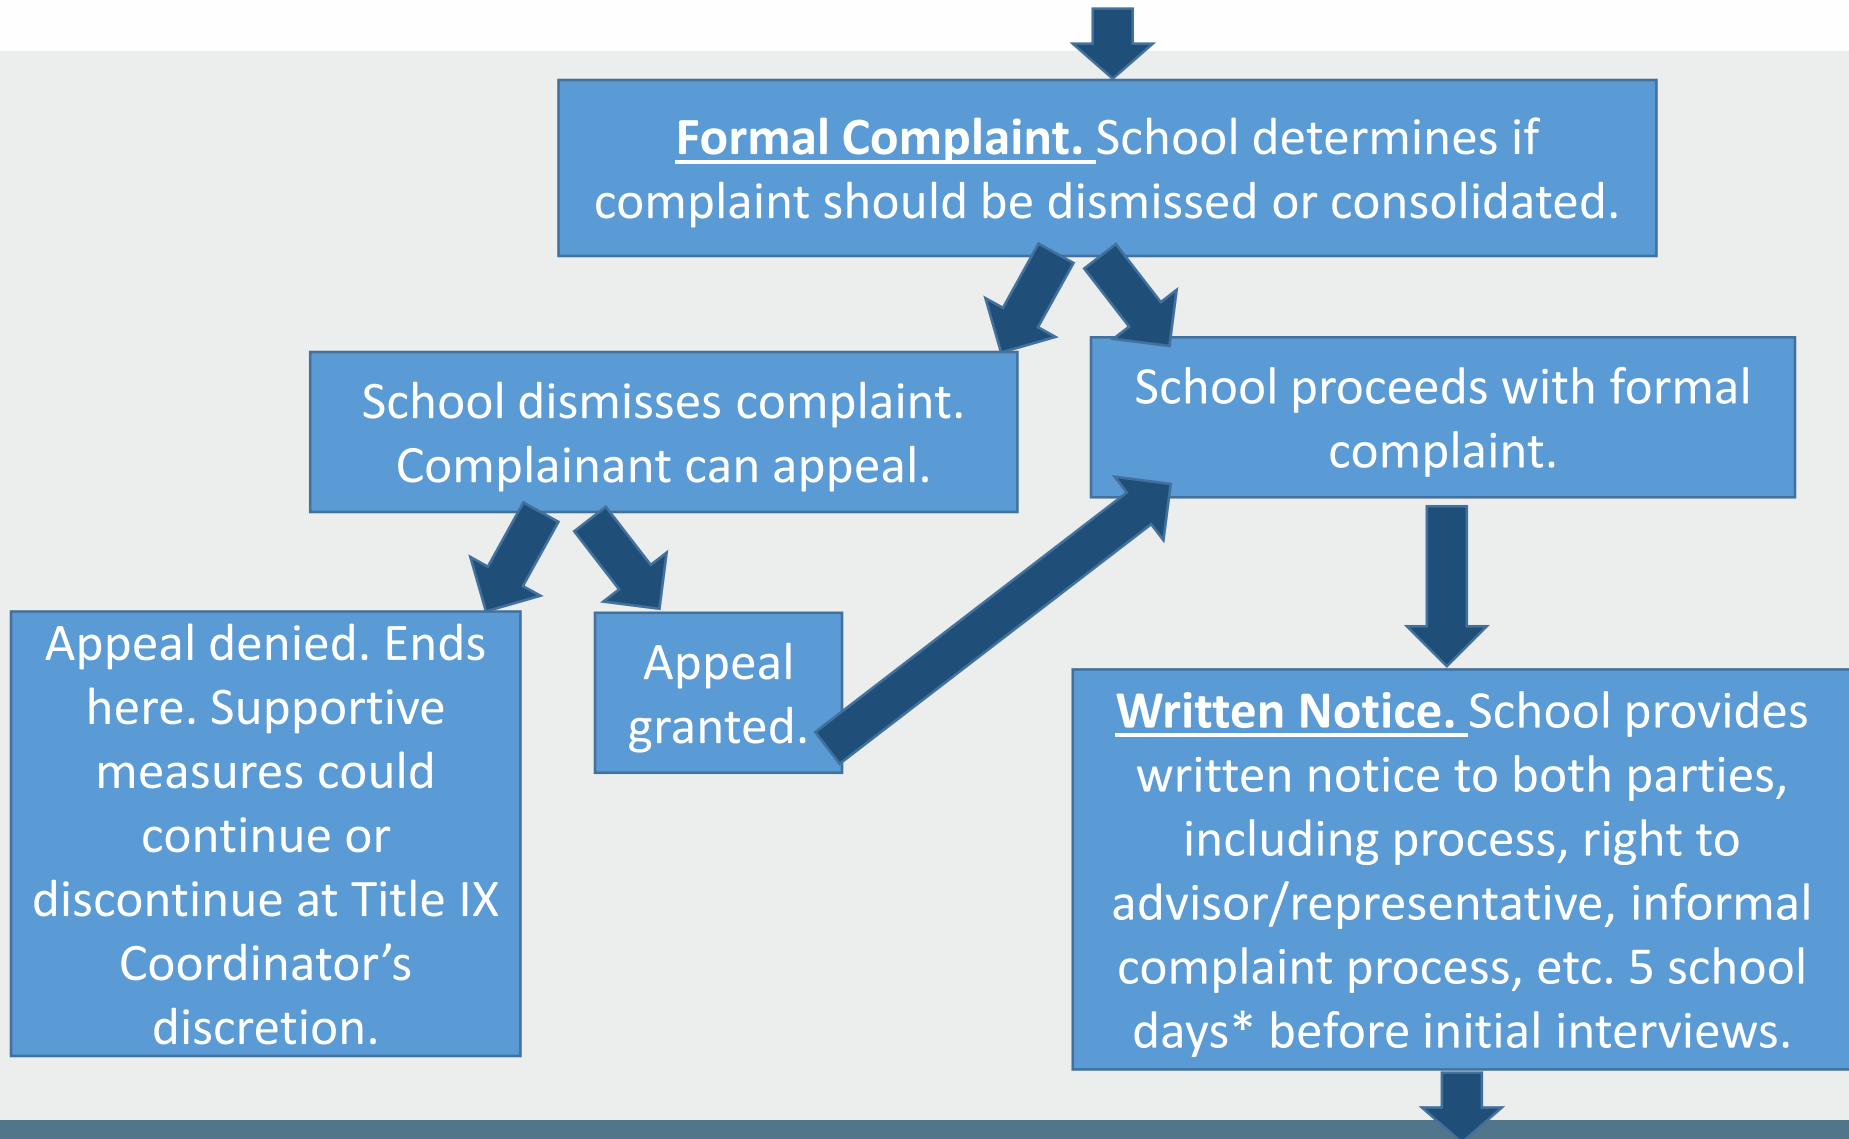 Formal Complaint. School determines if
complaint should be dismissed or consolidated.
School dismisses complaint.
Complainant can appeal.
School proceeds with formal
complaint.
Appeal denied. Ends
here. Supportive
measures could
continue or
discontinue at Title IX
Coordinator’s
discretion.
Appeal
granted.
Written Notice. School provides
written notice to both parties,
including process, right to
advisor/representative, informal
complaint process, etc. 5 school
days* before initial interviews.